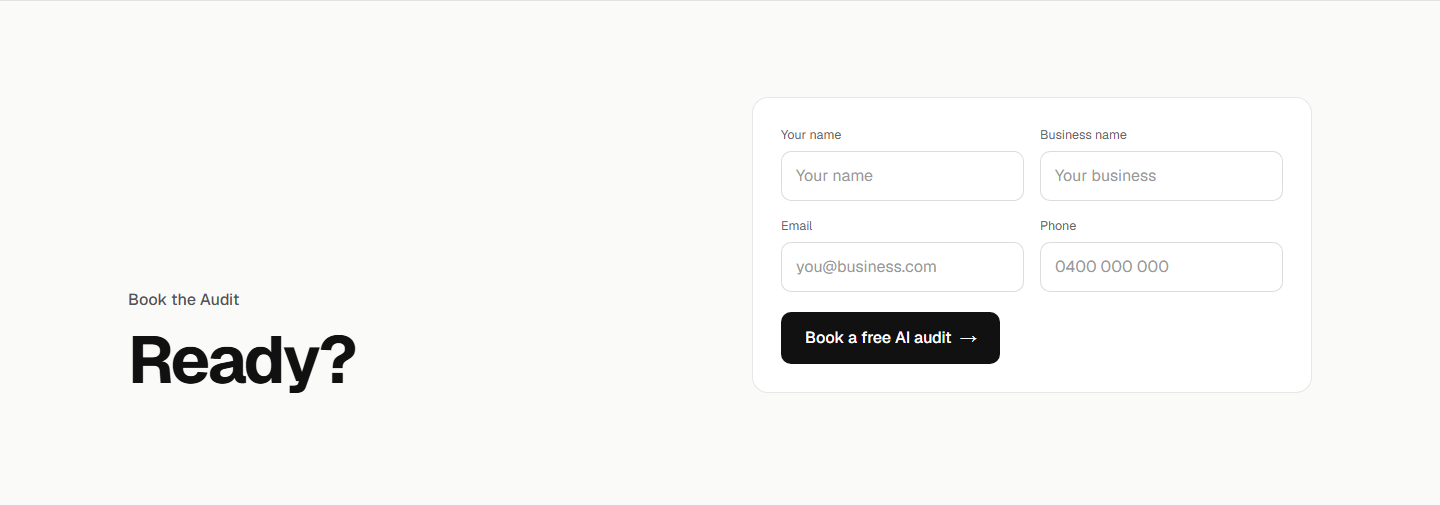 Book the Audit
Ready?
Your name
Business name
Your name
Your business
Email
Phone
you@business.com
0400 000 000
Book a free AI audit →